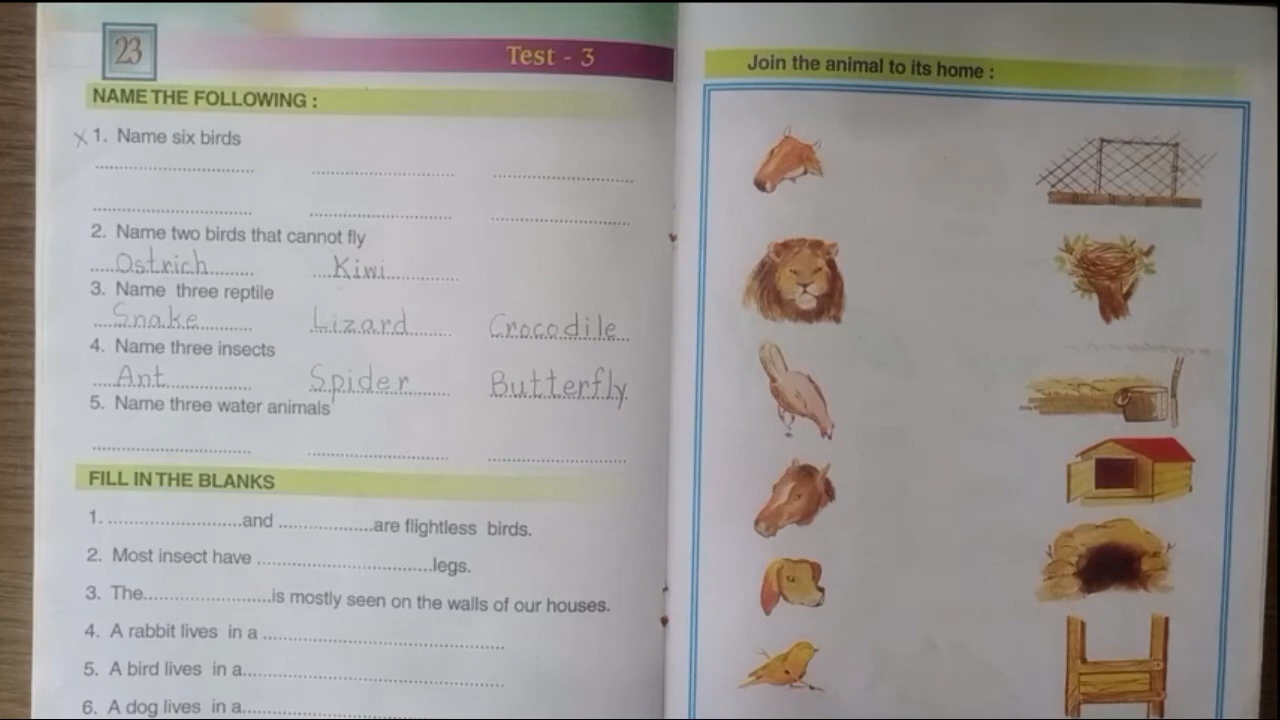 23
Test - 3
NAME THE FOLLOWING :
X 1. Name six birds
2. Name two birds that cannot fly
Ostrich Kiwi
3. Name three reptile
Snake Lizard Crocodile
4. Name three insects
Ant Spider Butterfly
5. Name three water animals
FILL IN THE BLANKS
1. ........................and .................are flightless birds.
2. Most insect have ................................legs.
3. The.......................is mostly seen on the walls of our houses.
4. A rabbit lives in a ............................................
5. A bird lives in a................................................
6. A dog lives in a................................
Join the animal to its home :